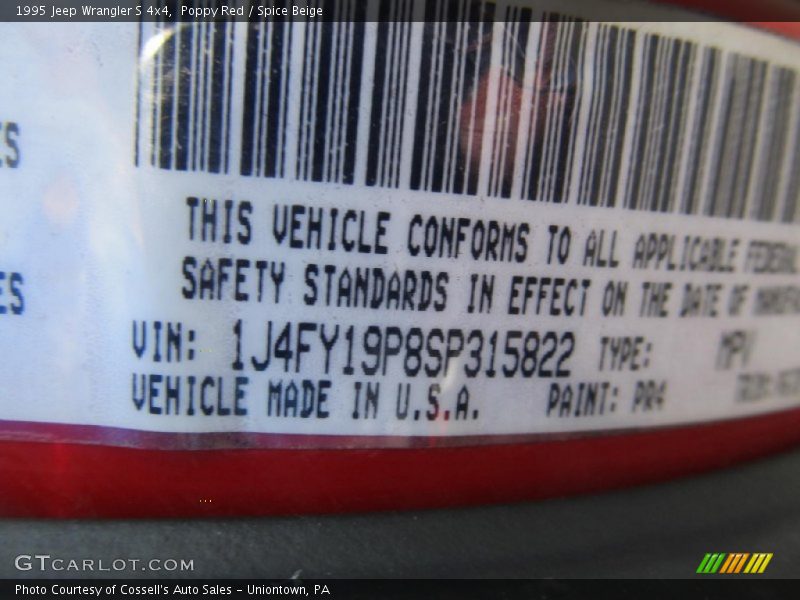 1995 Jeep Wrangler S 4x4, Poppy Red / Spice Beige
THIS VEHICLE CONFORMS TO ALL APPLICABLE FEDERAL
SAFETY STANDARDS IN EFFECT ON THE DATE OF
VIN: 1J4FY19P8SP315822 TYPE: MPV
VEHICLE MADE IN U.S.A. PAINT: PR4
GTCARLOT.COM
Photo Courtesy of Cossell's Auto Sales - Uniontown, PA